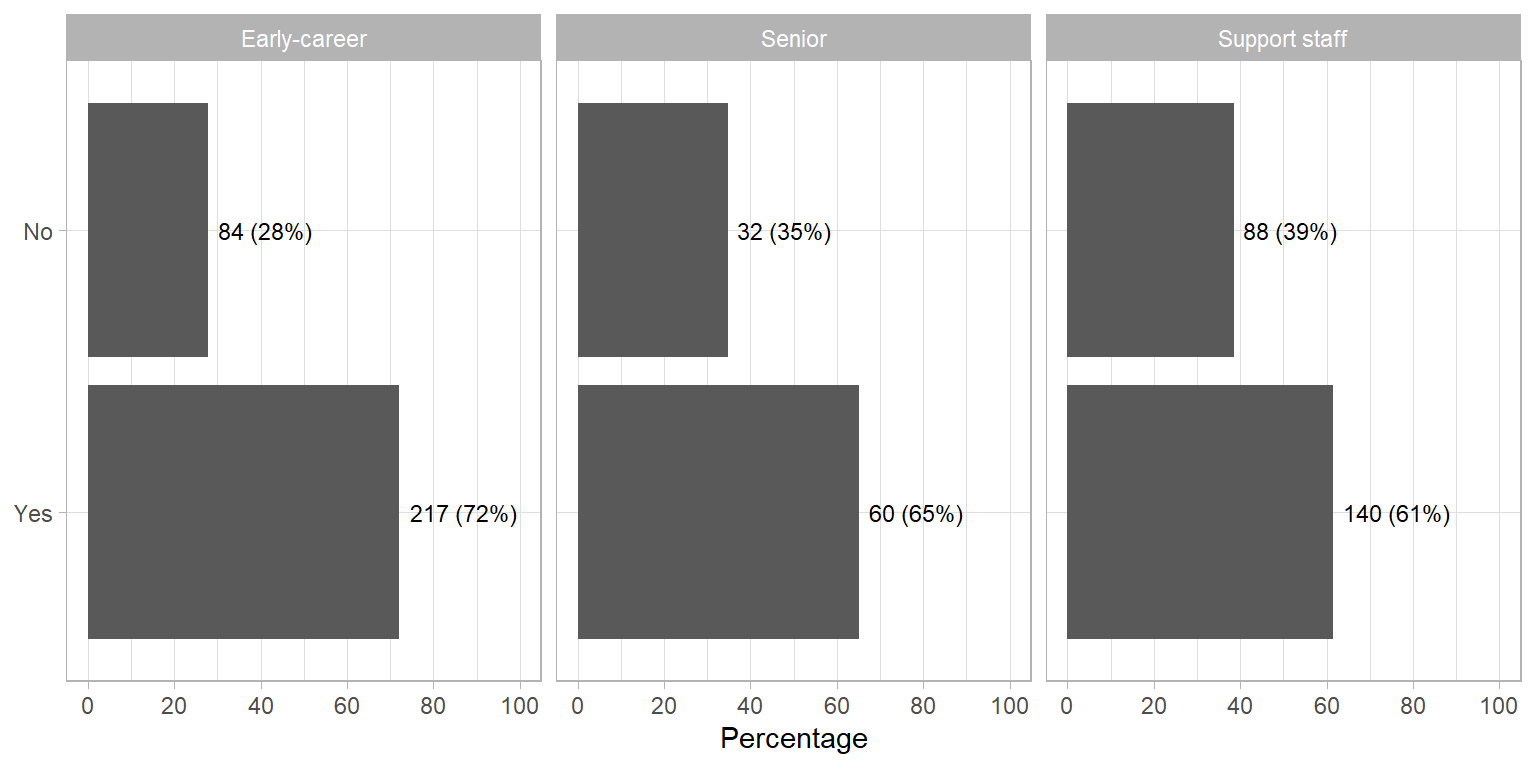 Early-career Senior Support staff
No 84 (28%) 32 (35%) 88 (39%)
Yes 217 (72%) 60 (65%) 140 (61%)
0 20 40 60 80 100 0 20 40 60 80 100 0 20 40 60 80 100
Percentage